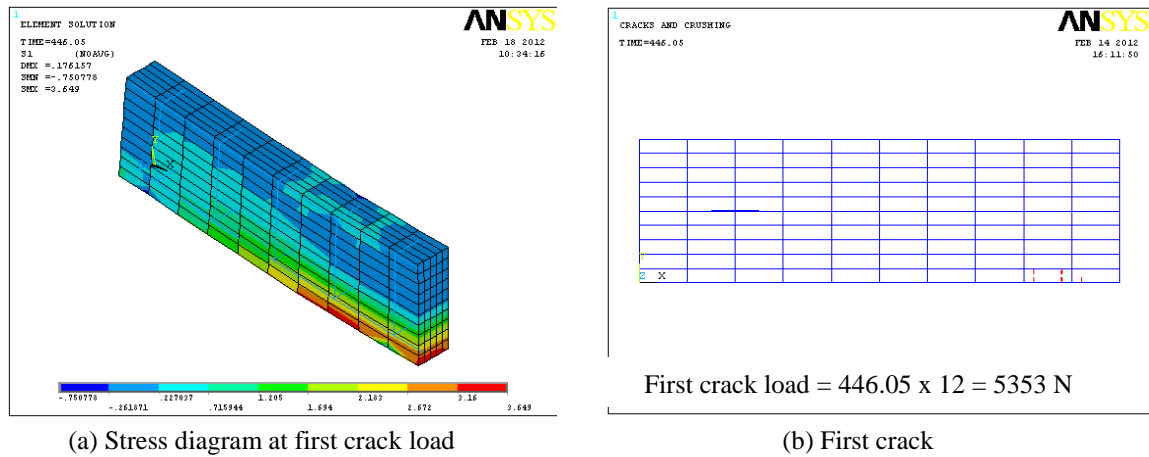 1
ELEMENT SOLUTION
TIME=446.05
S1 (NOAVG)
DMX =.176157
SMN =-.750778
SMX =3.649
ANSYS
FEB 18 2012
10:34:16
Z
X
-.750778 .227037 1.205 2.183 3.16
-.261871 .715944 1.694 2.672 3.649
(a) Stress diagram at first crack load
1
CRACKS AND CRUSHING
TIME=446.05
ANSYS
FEB 14 2012
16:11:50
Y
Z X
First crack load = 446.05 x 12 = 5353 N
(b) First crack